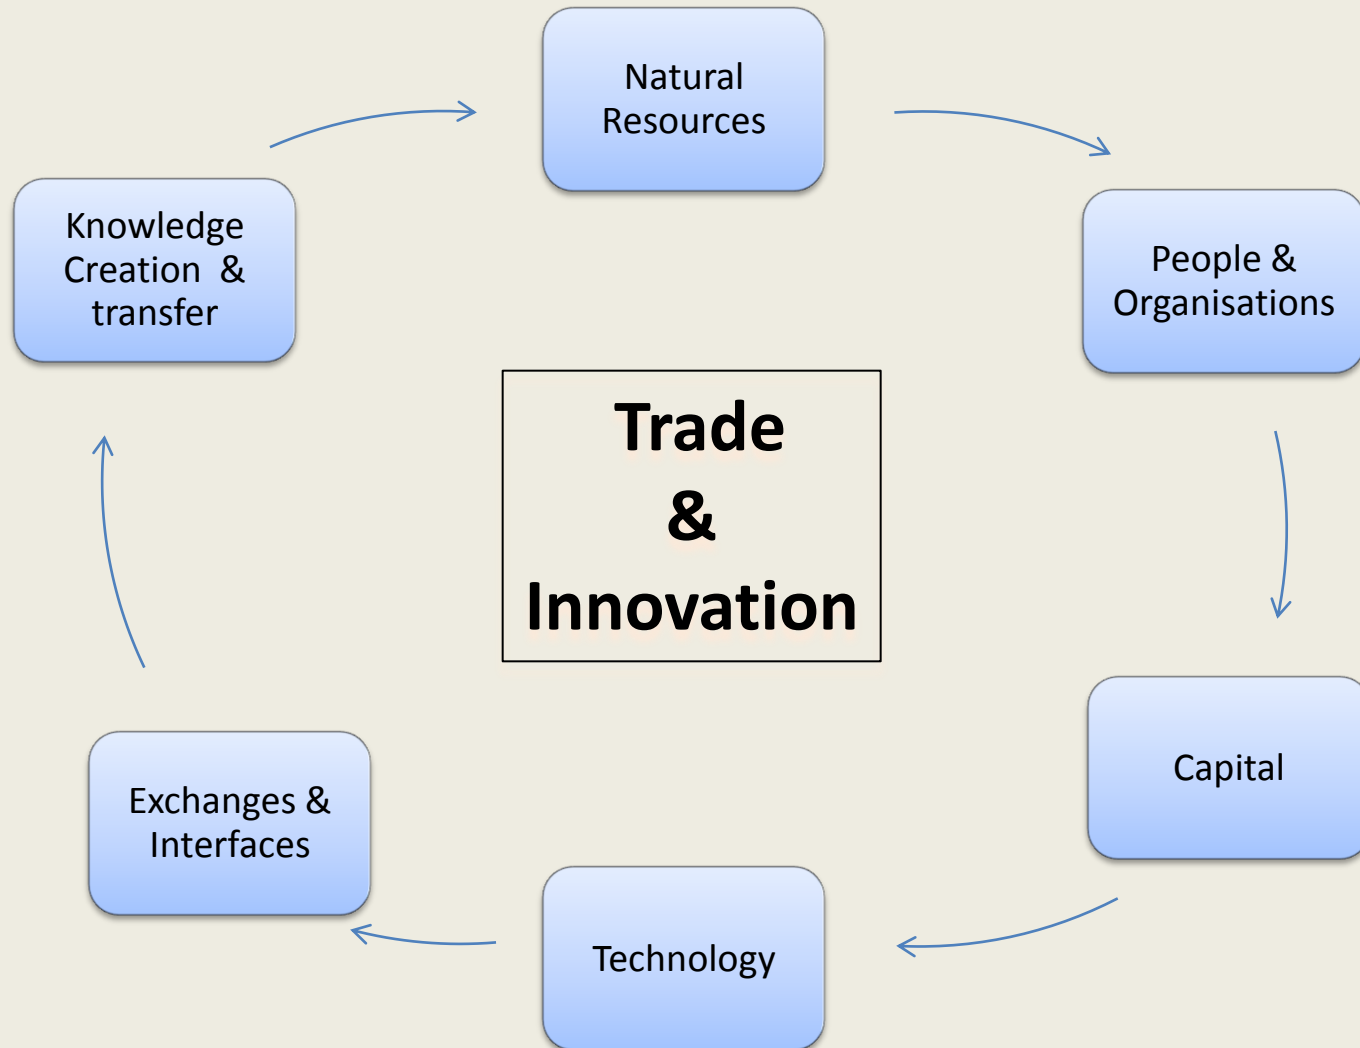 Natural
Resources
People &
Organisations
Capital
Technology
Exchanges &
Interfaces
Knowledge
Creation  &
transfer
Trade
&
Innovation